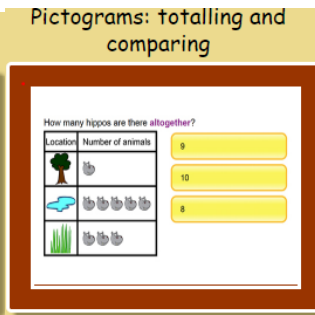 Pictograms: totalling and
comparing
How many hippos are there altogether?
Location Number of animals
9
10
8